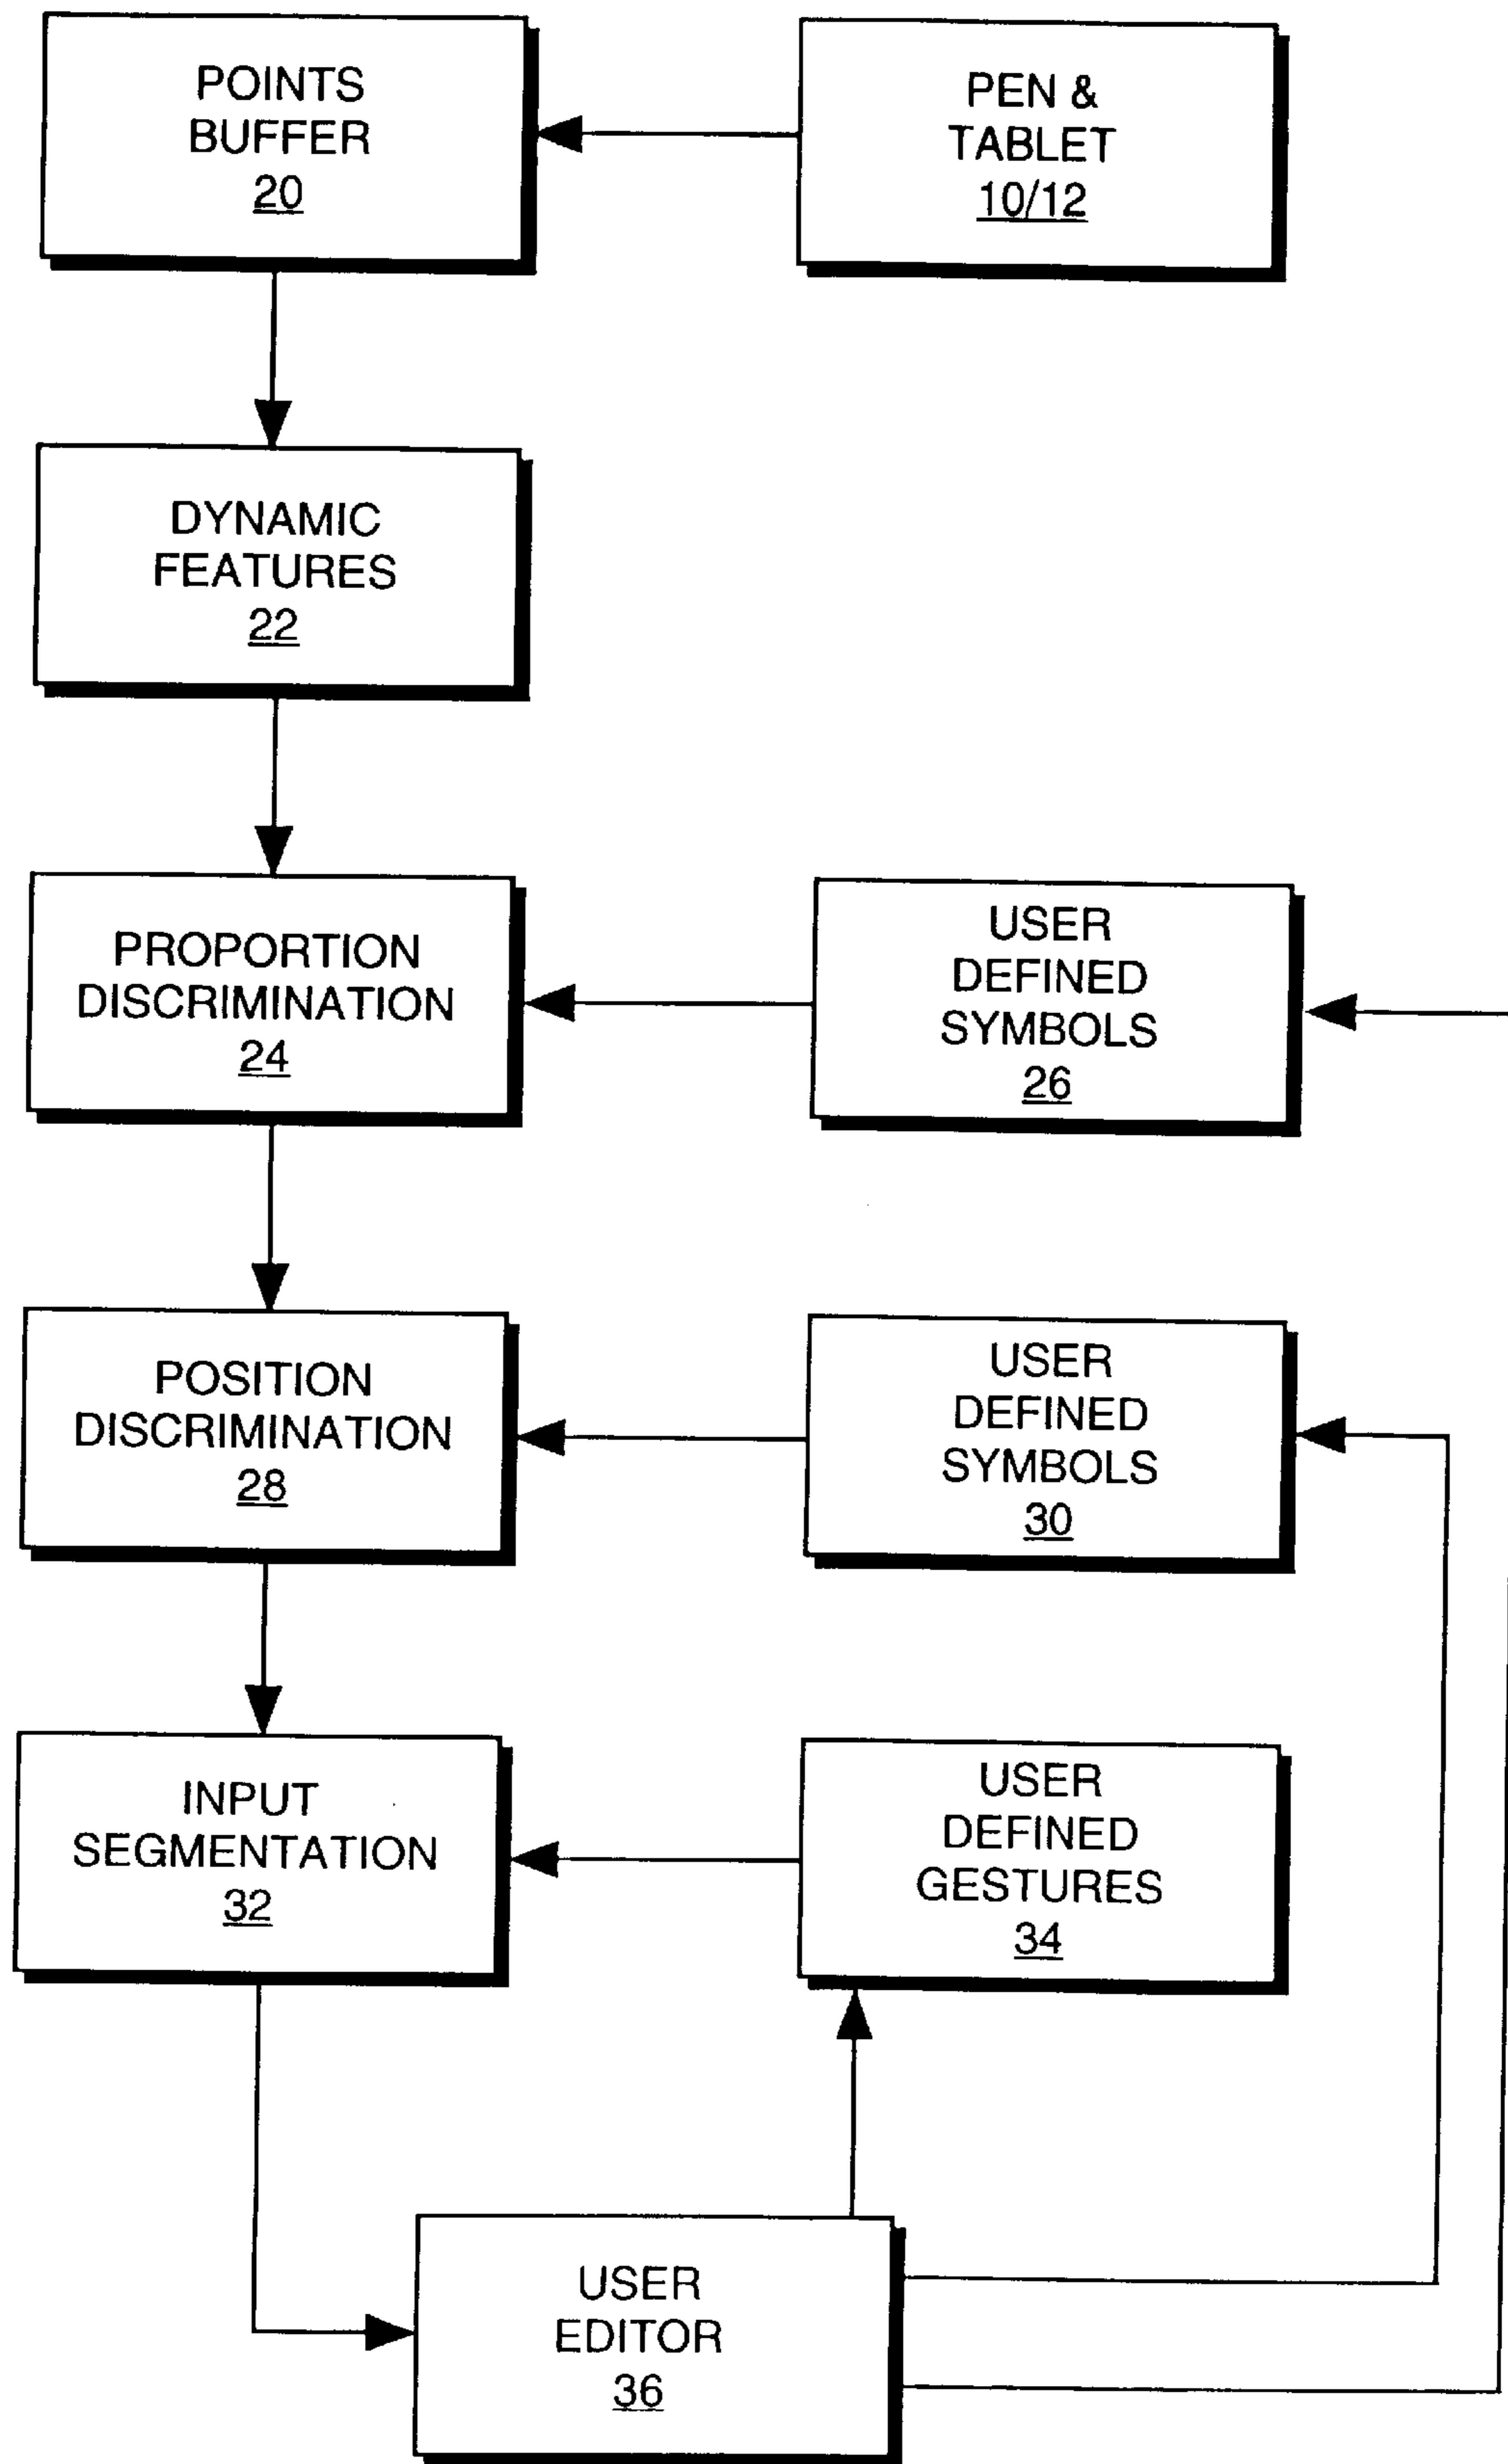 POINTS
BUFFER
20
PEN &
TABLET
10/12
DYNAMIC
FEATURES
22
PROPORTION
DISCRIMINATION
24
USER
DEFINED
SYMBOLS
26
POSITION
DISCRIMINATION
28
USER
DEFINED
SYMBOLS
30
INPUT
SEGMENTATION
32
USER
DEFINED
GESTURES
34
USER
EDITOR
36